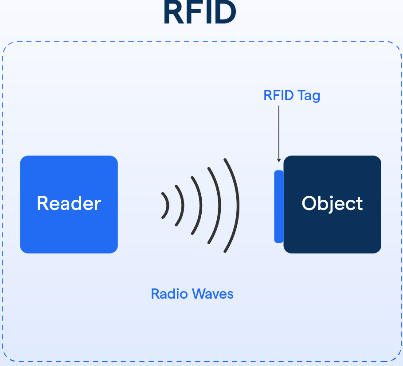 RFID
RFID Tag
Reader
Object
Radio Waves